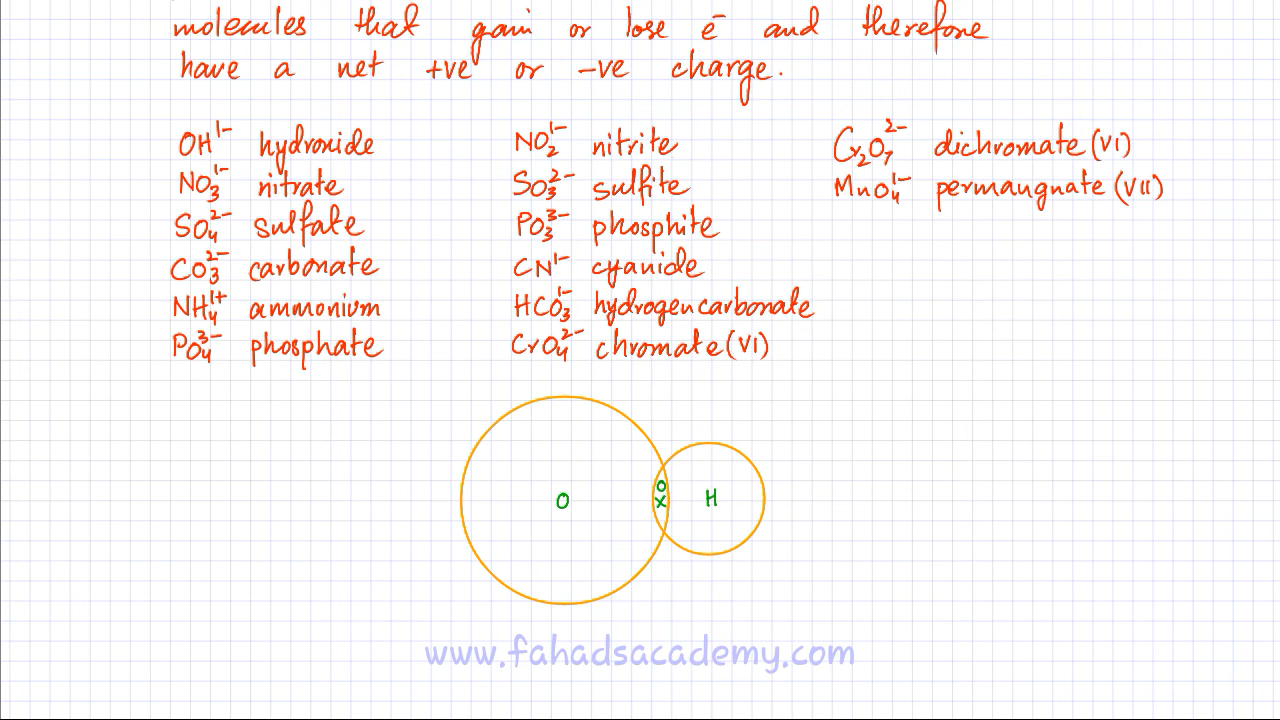 molecules that gain or lose e⁻ and therefore
have a net +ve or –ve charge.
OH¹⁻ hydroxide
NO₃¹⁻ nitrate
SO₄²⁻ sulfate
CO₃²⁻ carbonate
NH₄¹⁺ ammonium
PO₄³⁻ phosphate
NO₂¹⁻ nitrite
SO₃²⁻ sulfite
PO₃³⁻ phosphite
CN¹⁻ cyanide
HCO₃¹⁻ hydrogencarbonate
CrO₄²⁻ chromate (VI)
Cr₂O₇²⁻ dichromate (VI)
MnO₄¹⁻ permaugnate (VII)
O
O
X
H
www.fahadsacademy.com